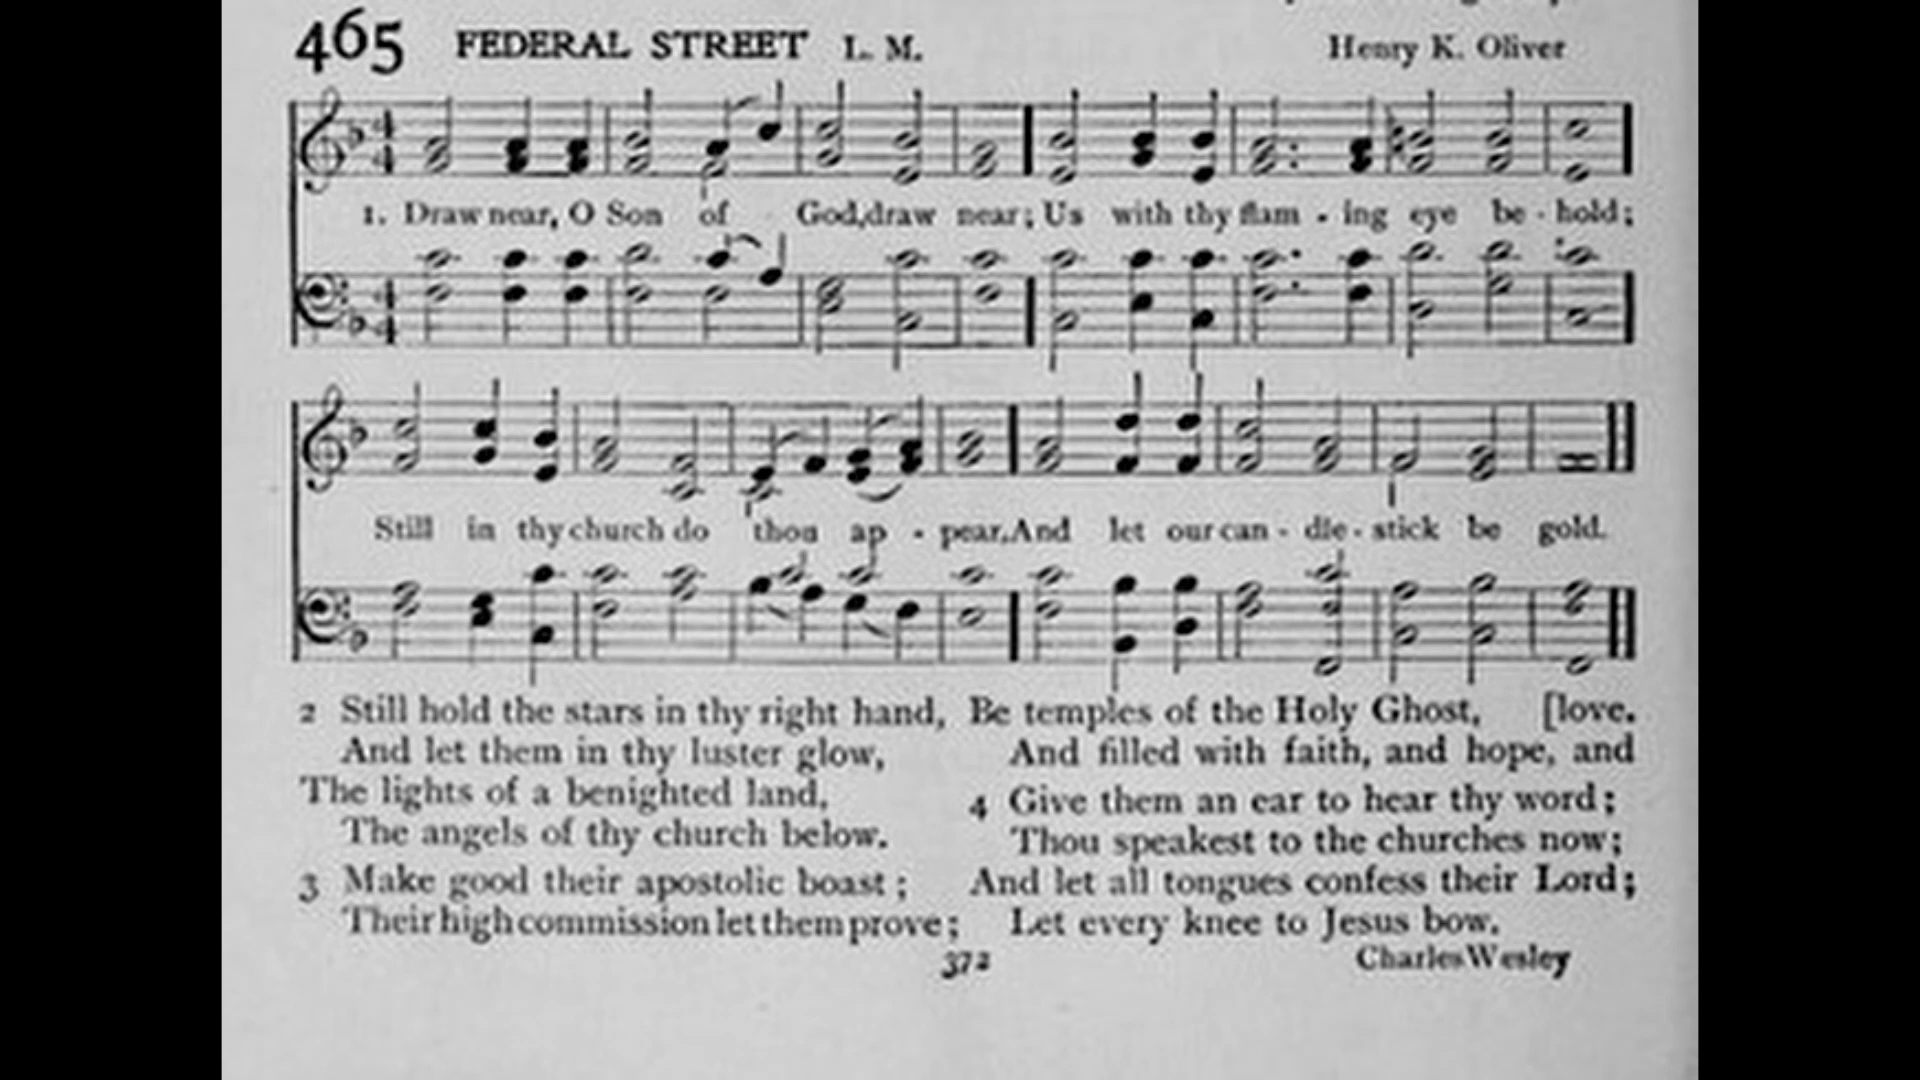 465 FEDERAL STREET L. M. Henry K. Oliver
1. Draw near, O Son of God, draw near; Us with thy flam - ing eye be - hold;
Still in thy church do thou ap - pear, And let our can - dle - stick be gold.
2 Still hold the stars in thy right hand,
And let them in thy luster glow,
The lights of a benighted land,
The angels of thy church below.
3 Make good their apostolic boast;
Their high commission let them prove;
Be temples of the Holy Ghost, [love.
And filled with faith, and hope, and
4 Give them an ear to hear thy word;
Thou speakest to the churches now;
And let all tongues confess their Lord;
Let every knee to Jesus bow.
Charles Wesley
372